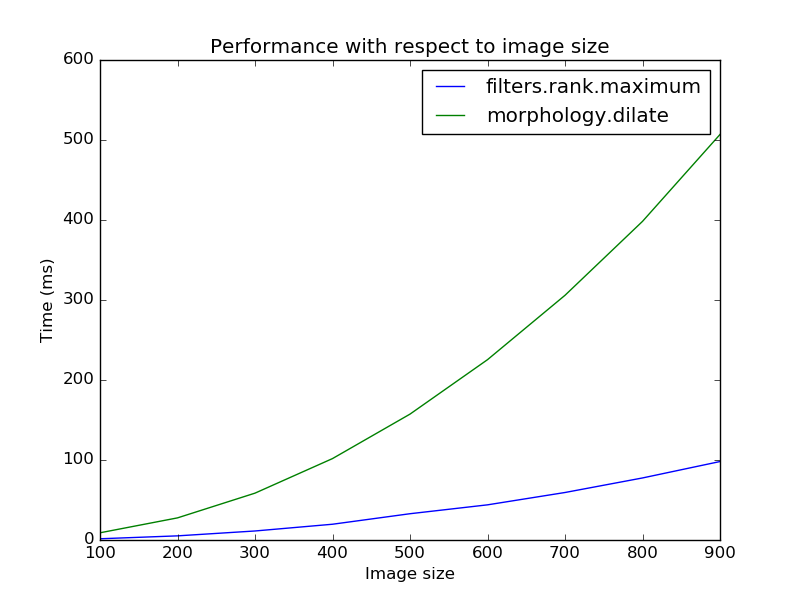 Performance with respect to image size
filters.rank.maximum
morphology.dilate
600
500
400
300
200
100
0
Time (ms)
100 200 300 400 500 600 700 800 900
Image size